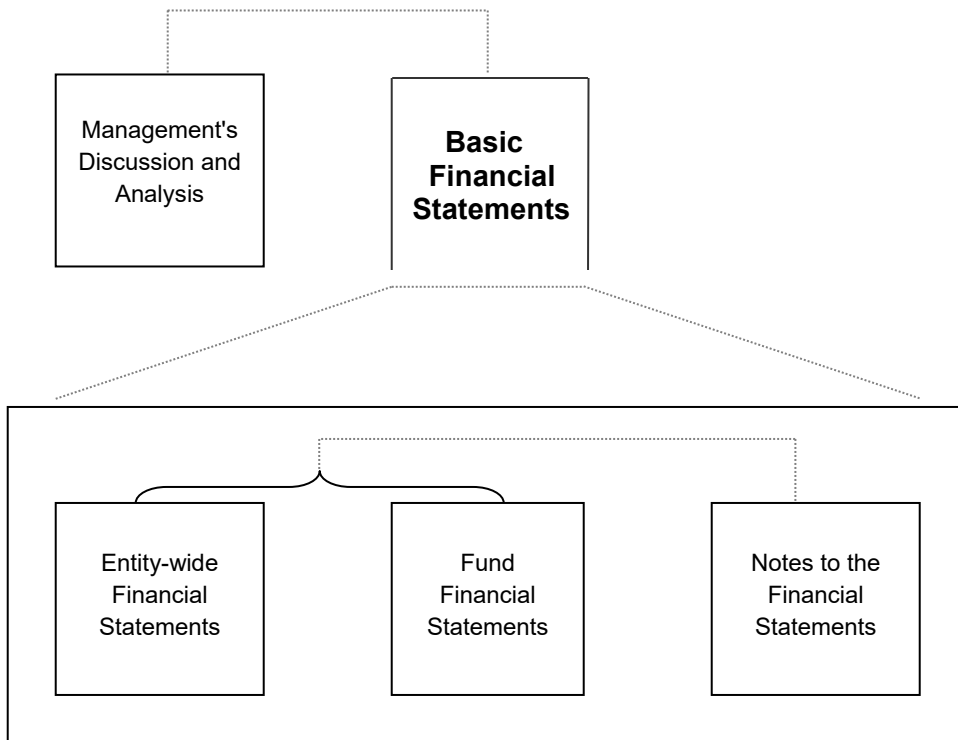 Management's
Discussion and
Analysis
Basic
Financial
Statements
Entity-wide
Financial
Statements
Fund
Financial
Statements
Notes to the
Financial
Statements